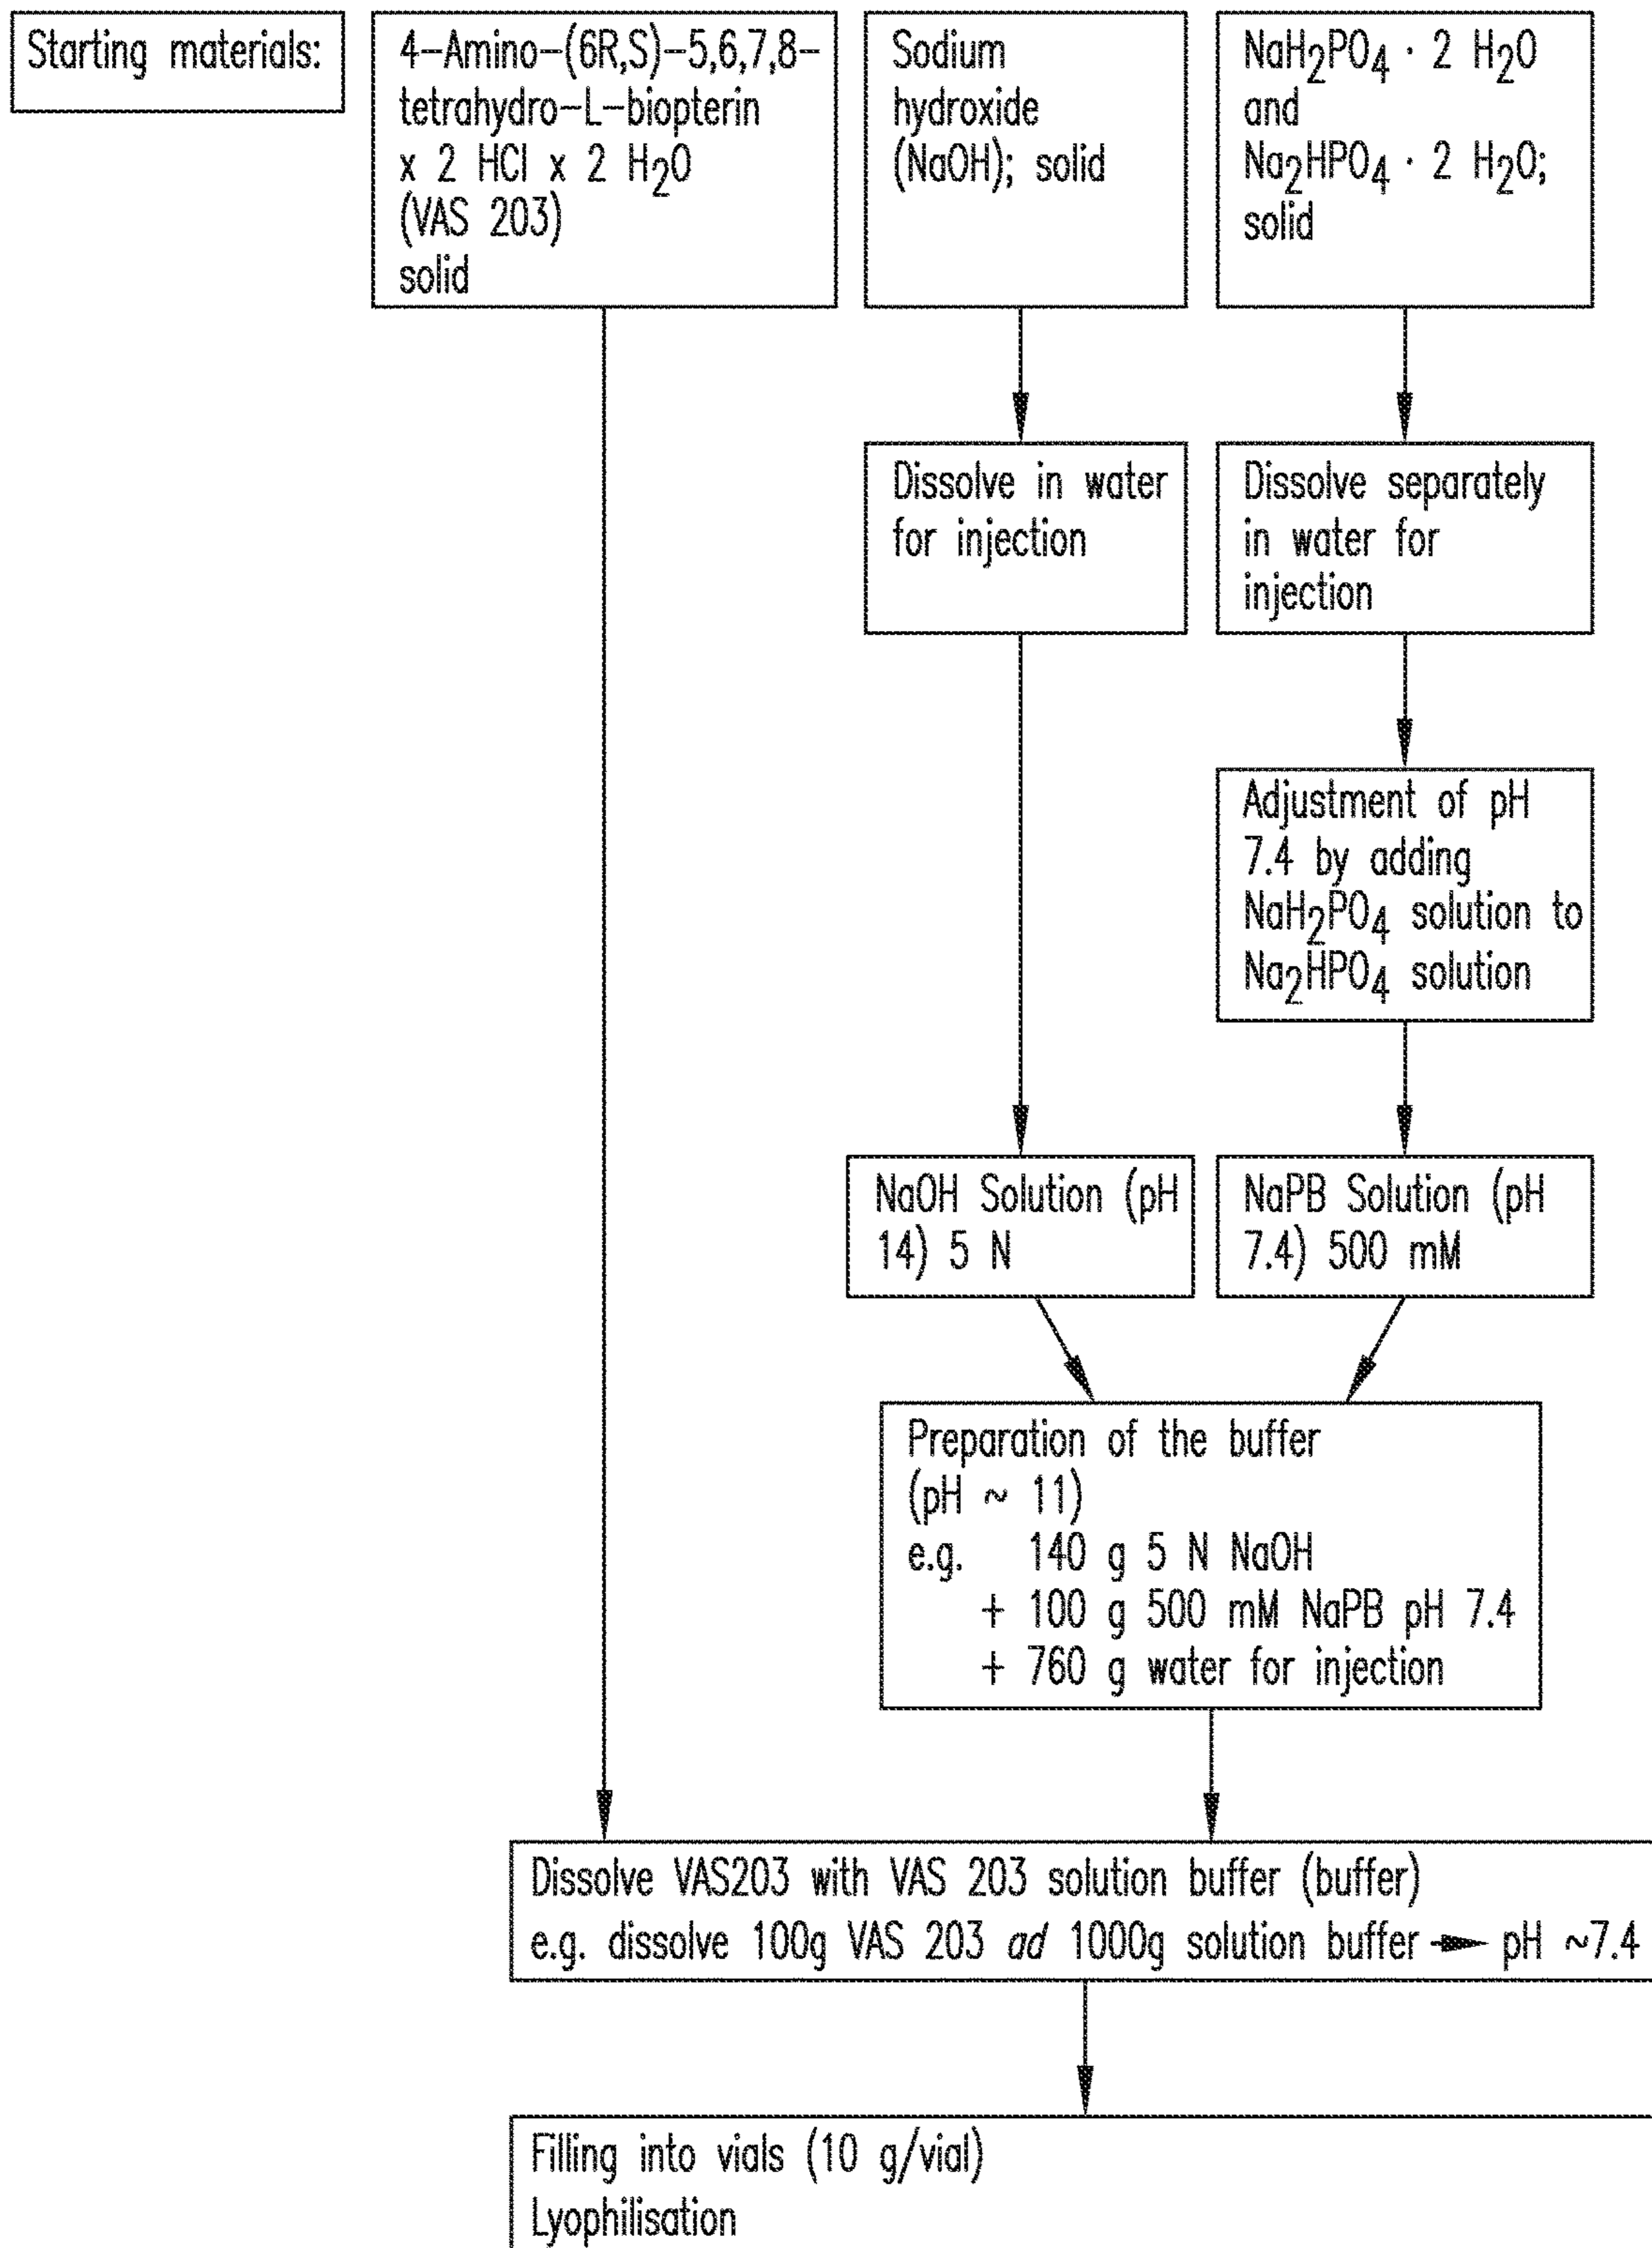 Starting materials:
4–Amino–(6R,S)–5,6,7,8–
tetrahydro–L–biopterin
x 2 HCl x 2 H₂O
(VAS 203)
solid
Sodium
hydroxide
(NaOH); solid
NaH₂PO₄ · 2 H₂O
and
Na₂HPO₄ · 2 H₂O;
solid
Dissolve in water
for injection
Dissolve separately
in water for
injection
Adjustment of pH
7.4 by adding
NaH₂PO₄ solution to
Na₂HPO₄ solution
NaOH Solution (pH
14) 5 N
NaPB Solution (pH
7.4) 500 mM
Preparation of the buffer
(pH ~ 11)
e.g. 140 g 5 N NaOH
+ 100 g 500 mM NaPB pH 7.4
+ 760 g water for injection
Dissolve VAS203 with VAS 203 solution buffer (buffer)
e.g. dissolve 100g VAS 203 ad 1000g solution buffer → pH ~7.4
Filling into vials (10 g/vial)
Lyophilisation